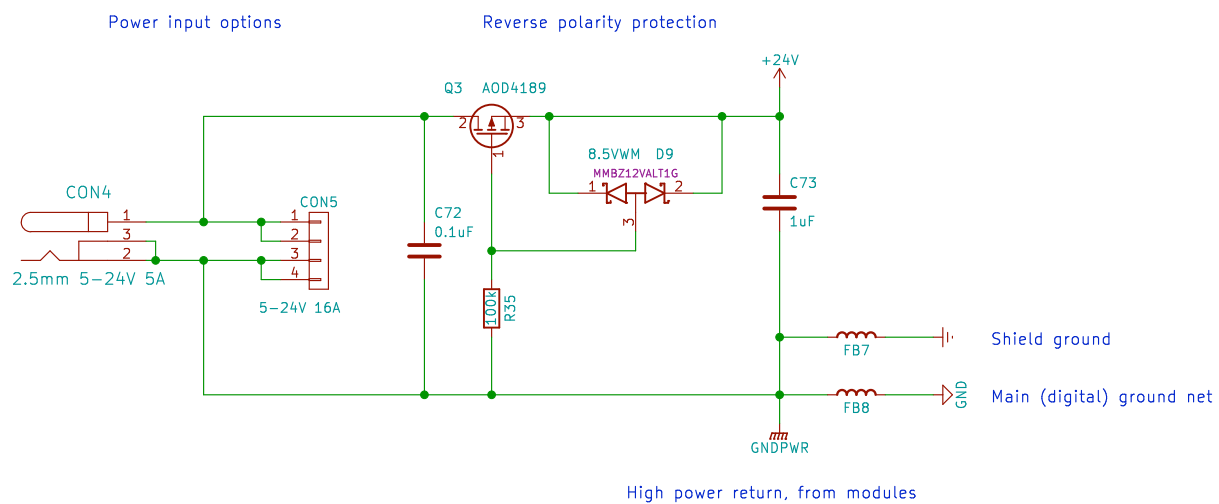 Power input options
Reverse polarity protection
+24V
Q3 AOD4189
2
3
1
8.5VWM D9
MMBZ12VALT1G
1
2
3
CON4
1
3
2
2.5mm 5-24V 5A
CON5
1
2
3
4
5-24V 16A
C72
0.1uF
C73
1uF
100k
R35
FB7
Shield ground
FB8
GND
Main (digital) ground net
GNDPWR
High power return, from modules